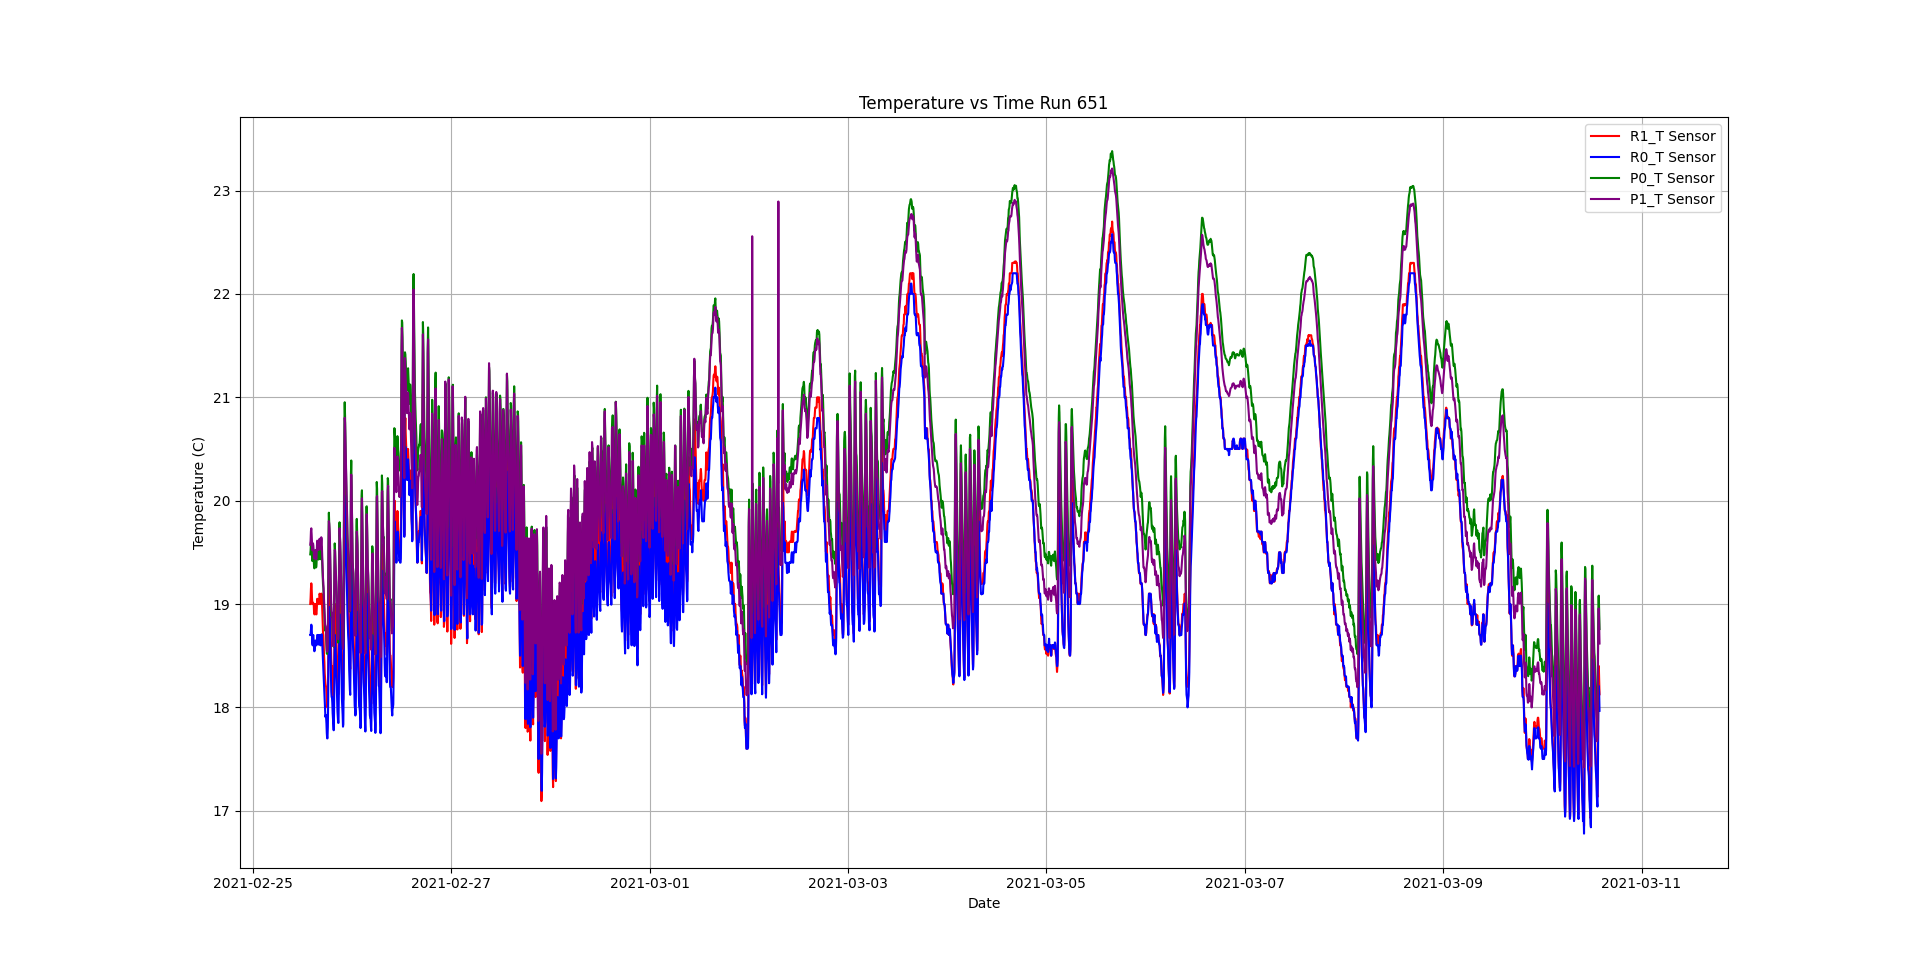 Temperature vs Time Run 651
R1_T Sensor
R0_T Sensor
P0_T Sensor
P1_T Sensor
Temperature (C)
23
22
21
20
19
18
17
2021-02-25 2021-02-27 2021-03-01 2021-03-03 2021-03-05 2021-03-07 2021-03-09 2021-03-11
Date